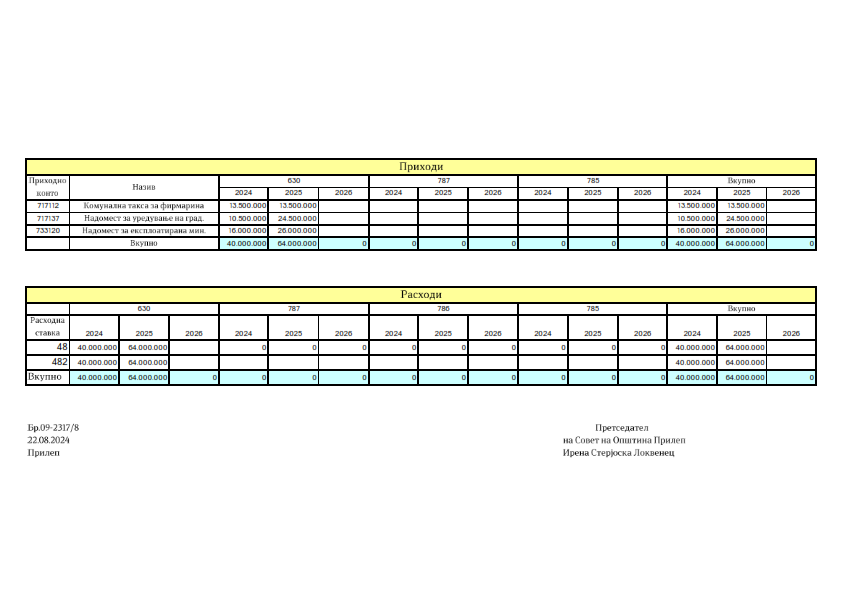 Приходи
Приходно конто Назив 630 787 785 Вкупно
2024 2025 2026 2024 2025 2026 2024 2025 2026 2024 2025 2026
717112 Комунална такса за фирмарина 13.500.000 13.500.000 13.500.000 13.500.000
717137 Надомест за уредување на град. 10.500.000 24.500.000 10.500.000 24.500.000
733120 Надомест за експлоатирана мин. 16.000.000 26.000.000 16.000.000 26.000.000
Вкупно 40.000.000 64.000.000 0 0 0 0 0 0 0 40.000.000 64.000.000 0
Расходи
630 787 786 785 Вкупно
Расходна
ставка 2024 2025 2026 2024 2025 2026 2024 2025 2026 2024 2025 2026 2024 2025 2026
48 40.000.000 64.000.000 0 0 0 0 0 0 0 0 0 40.000.000 64.000.000
482 40.000.000 64.000.000 40.000.000 64.000.000
Вкупно 40.000.000 64.000.000 0 0 0 0 0 0 0 0 0 0 40.000.000 64.000.000 0
Бр.09-2317/8 Претседател
22.08.2024 на Совет на Општина Прилеп
Прилеп Ирена Стерјоска Локвенец